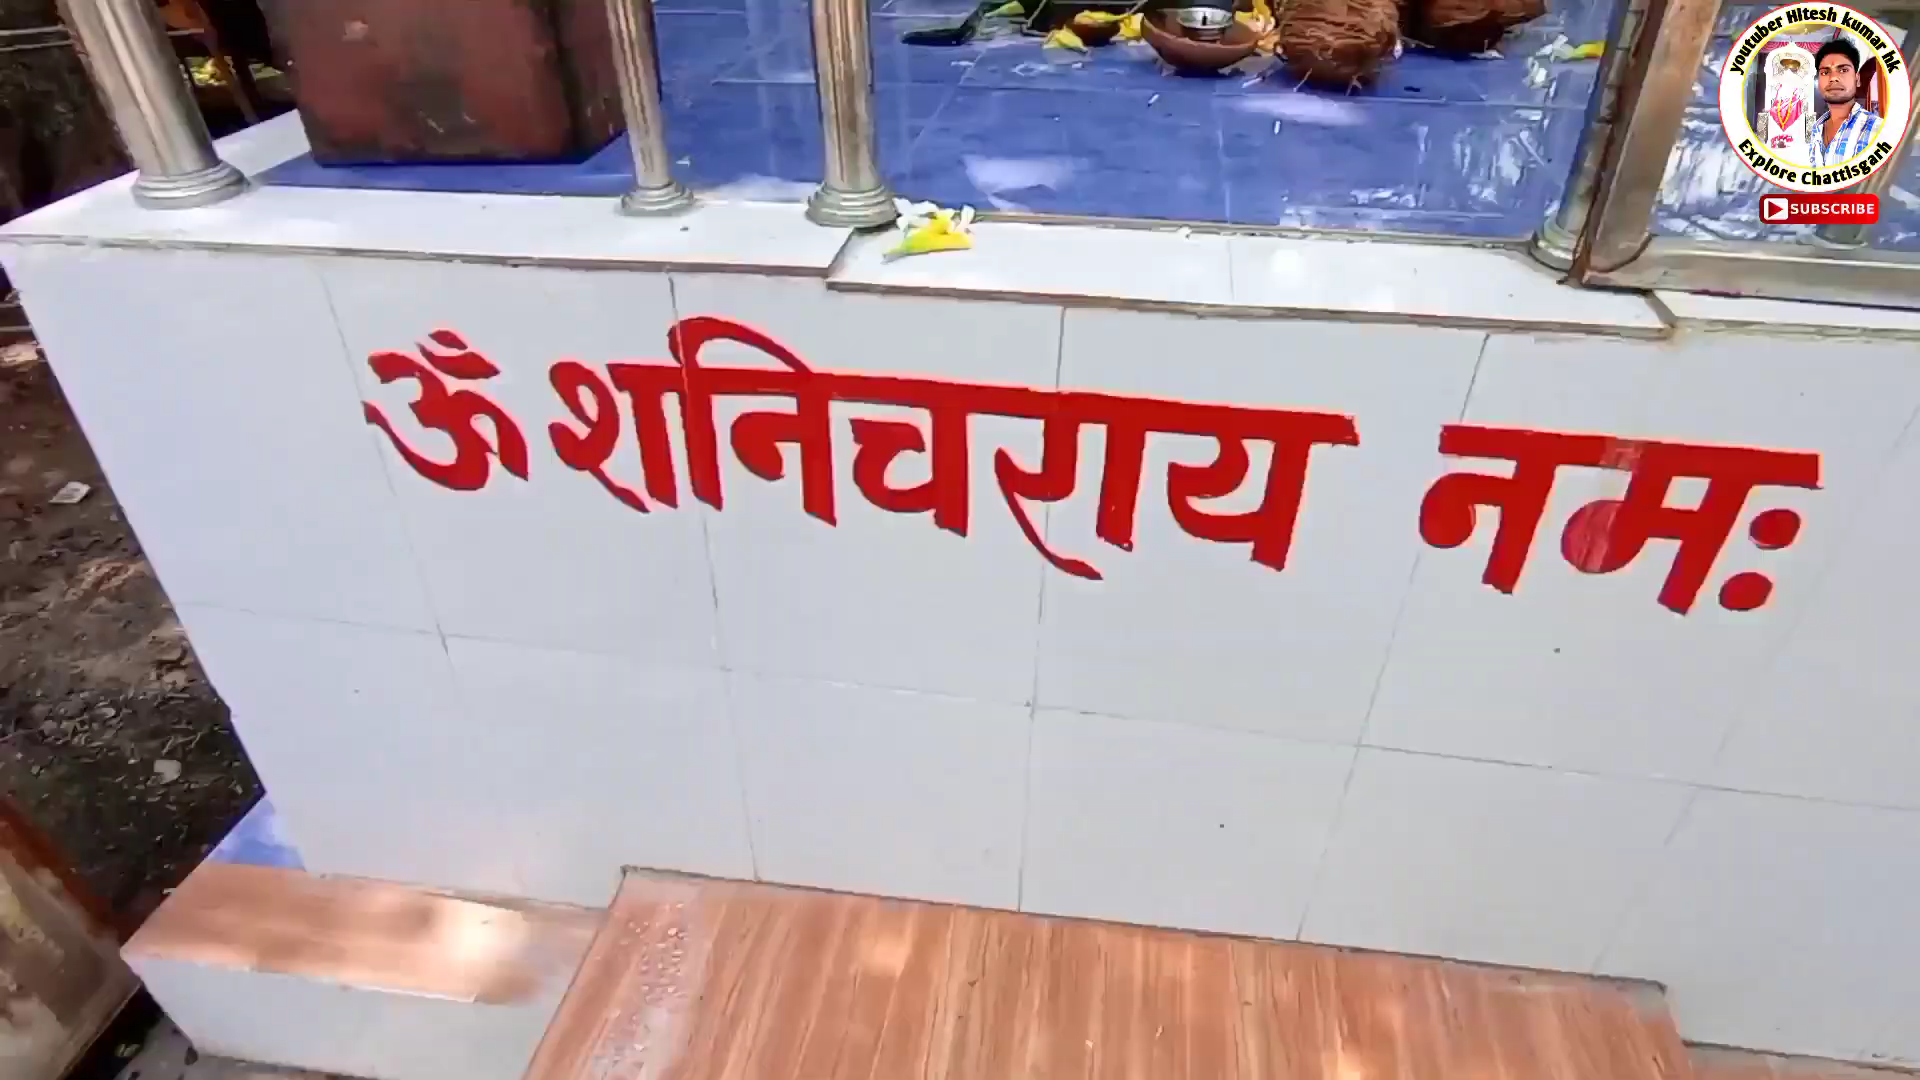 youtuber Hitesh kumar hk
Explore Chattisgarh
SUBSCRIBE
ॐ शनिचराय नमः